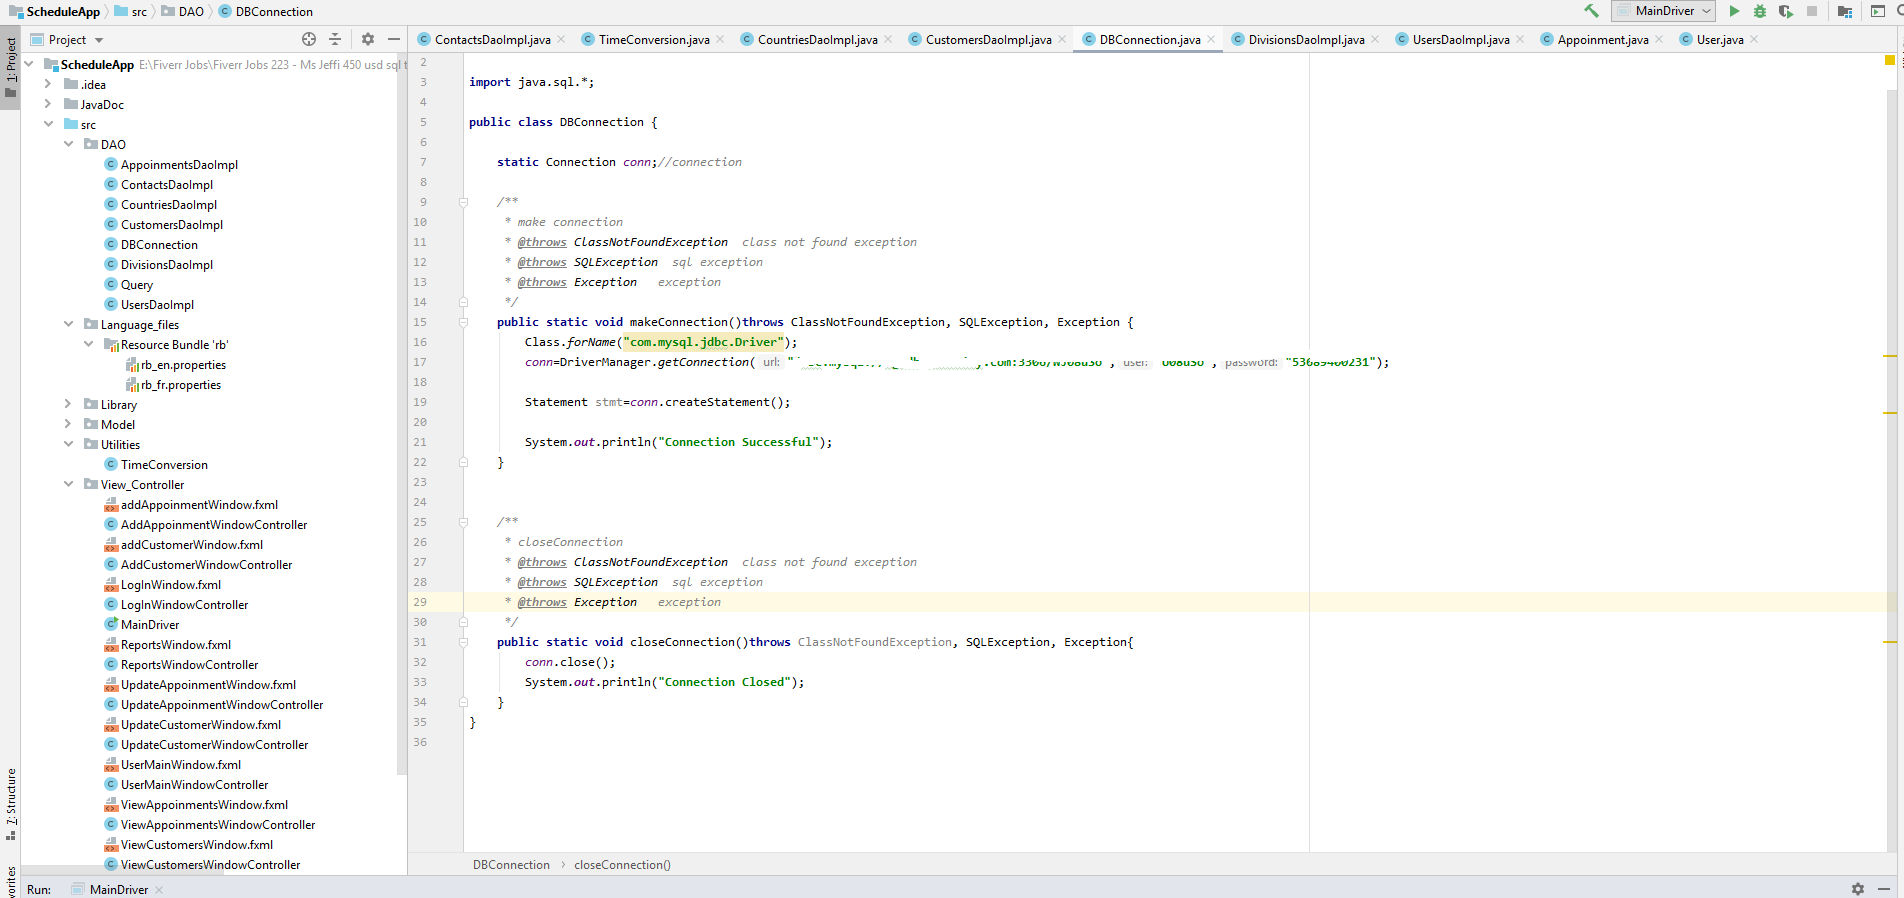 ScheduleApp src DAO DBConnection MainDriver
Project
ContactsDaoImpl.java TimeConversion.java CountriesDaoImpl.java CustomersDaoImpl.java DBConnection.java DivisionsDaoImpl.java UsersDaoImpl.java Appoinment.java User.java
1: Project
7: Structure
ScheduleApp E:\Fiverr Jobs\Fiverr Jobs 223 - Ms Jeffi 450 usd sql t
.idea
JavaDoc
src
DAO
AppoinmentsDaoImpl
ContactsDaoImpl
CountriesDaoImpl
CustomersDaoImpl
DBConnection
DivisionsDaoImpl
Query
UsersDaoImpl
Language_files
Resource Bundle 'rb'
rb_en.properties
rb_fr.properties
Library
Model
Utilities
TimeConversion
View_Controller
addAppoinmentWindow.fxml
AddAppoinmentWindowController
addCustomerWindow.fxml
AddCustomerWindowController
LogInWindow.fxml
LogInWindowController
MainDriver
ReportsWindow.fxml
ReportsWindowController
UpdateAppoinmentWindow.fxml
UpdateAppoinmentWindowController
UpdateCustomerWindow.fxml
UpdateCustomerWindowController
UserMainWindow.fxml
UserMainWindowController
ViewAppoinmentsWindow.fxml
ViewAppoinmentsWindowController
ViewCustomersWindow.fxml
ViewCustomersWindowController
2
3 import java.sql.*;
4
5 public class DBConnection {
6
7 static Connection conn;//connection
8
9 /**
10 * make connection
11 * @throws ClassNotFoundException class not found exception
12 * @throws SQLException sql exception
13 * @throws Exception exception
14 */
15 public static void makeConnection()throws ClassNotFoundException, SQLException, Exception {
16 Class.forName("com.mysql.jdbc.Driver");
17 conn=DriverManager.getConnection( url: " .com:3306/ ", user: " ", password: "53689400231");
18
19 Statement stmt=conn.createStatement();
20
21 System.out.println("Connection Successful");
22 }
23
24
25 /**
26 * closeConnection
27 * @throws ClassNotFoundException class not found exception
28 * @throws SQLException sql exception
29 * @throws Exception exception
30 */
31 public static void closeConnection()throws ClassNotFoundException, SQLException, Exception{
32 conn.close();
33 System.out.println("Connection Closed");
34 }
35 }
36
DBConnection closeConnection()
Run: MainDriver